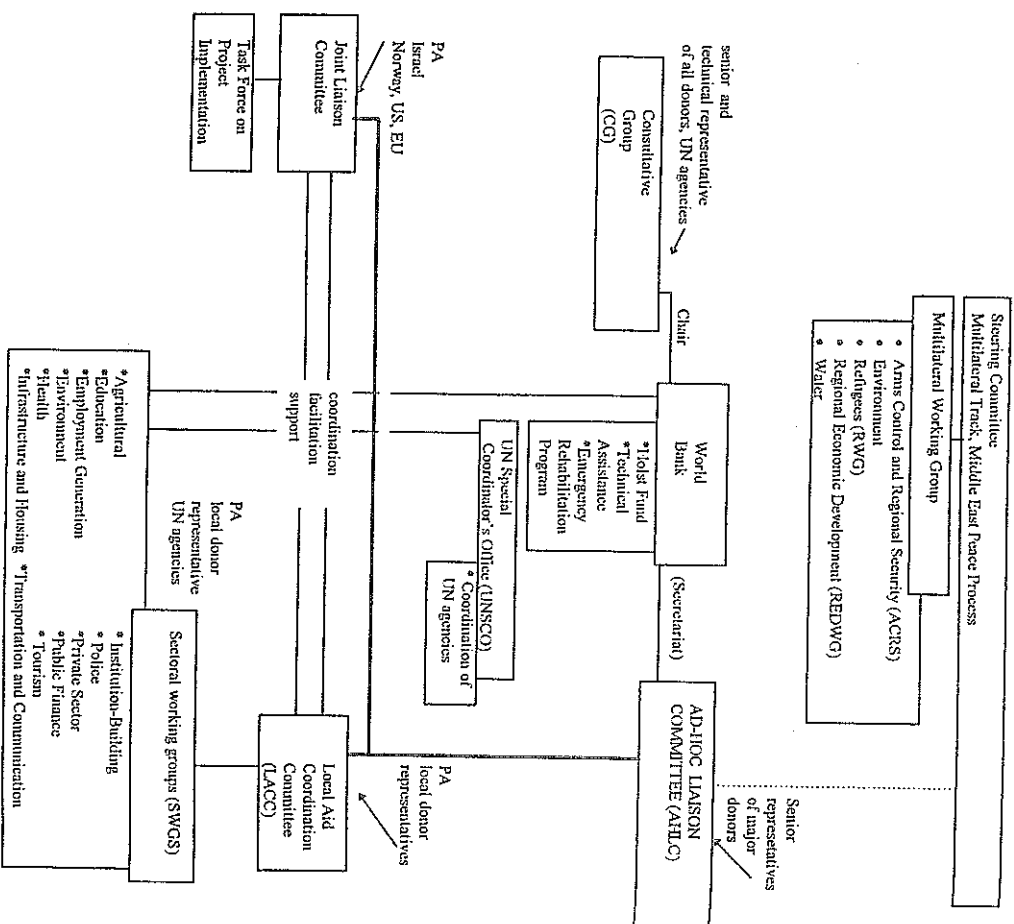 Steering Committee
Multilateral Track, Middle East Peace Process
Multilateral Working Group
• Arms Control and Regional Security (ACRS)
• Environment
• Refugees (RWG)
• Regional Economic Development (REDWG)
• Water
senior and
technical representative
of all donors, UN agencies
Consultative
Group
(CG)
Chair
World
Bank
*Holst Fund
*Technical
Assistance
*Emergency
Rehabilitation
Program
(Secretariat)
AD-HOC LIAISON
COMMITTEE (AHLC)
Senior
represetatives
of major
donors
UN Special
Coordinator's Office (UNSCO)
* Coordination of
UN agencies
PA
Israel
Norway, US, EU
Joint Liaison
Committee
Task Force on
Project
Implementation
coordination
facilitation
support
PA
local donor
representatives
Local Aid
Coordination
Committee
(LACC)
PA
local donor
representative
UN agencies
Sectoral working groups (SWGS)
*Agricultural
*Education
*Employment Generation
*Environment
*Health
*Infrastructure and Housing *Transportation and Communication
* Institution-Building
* Police
*Private Sector
*Public Finance
* Tourism